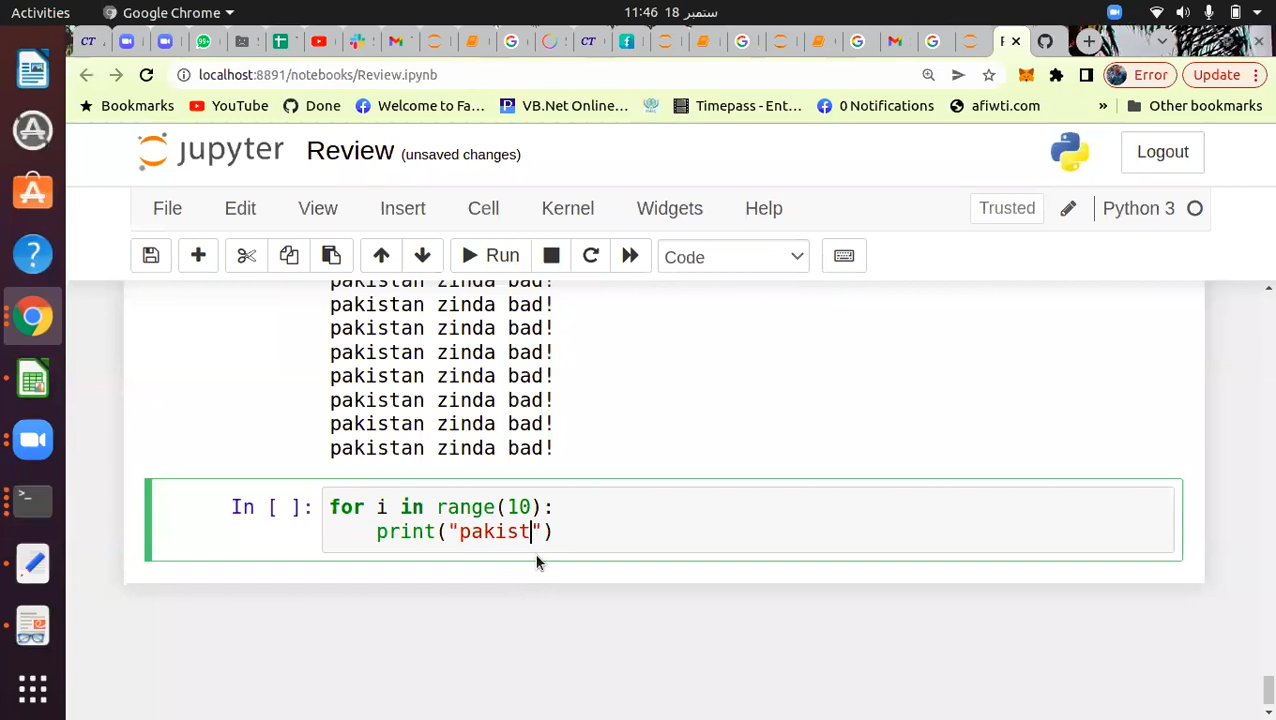 Activities
Google Chrome
11:46 18 ستمبر
CT
localhost:8891/notebooks/Review.ipynb
Error
Update
Bookmarks
YouTube
Done
Welcome to Fa...
VB.Net Online...
Timepass - Ent...
0 Notifications
afiwti.com
»
Other bookmarks
jupyter Review (unsaved changes)
Logout
File Edit View Insert Cell Kernel Widgets Help
Trusted
Python 3
Run
Code
pakistan zinda bad!
pakistan zinda bad!
pakistan zinda bad!
pakistan zinda bad!
pakistan zinda bad!
pakistan zinda bad!
pakistan zinda bad!
pakistan zinda bad!
In [ ]: for i in range(10):
print("pakist")